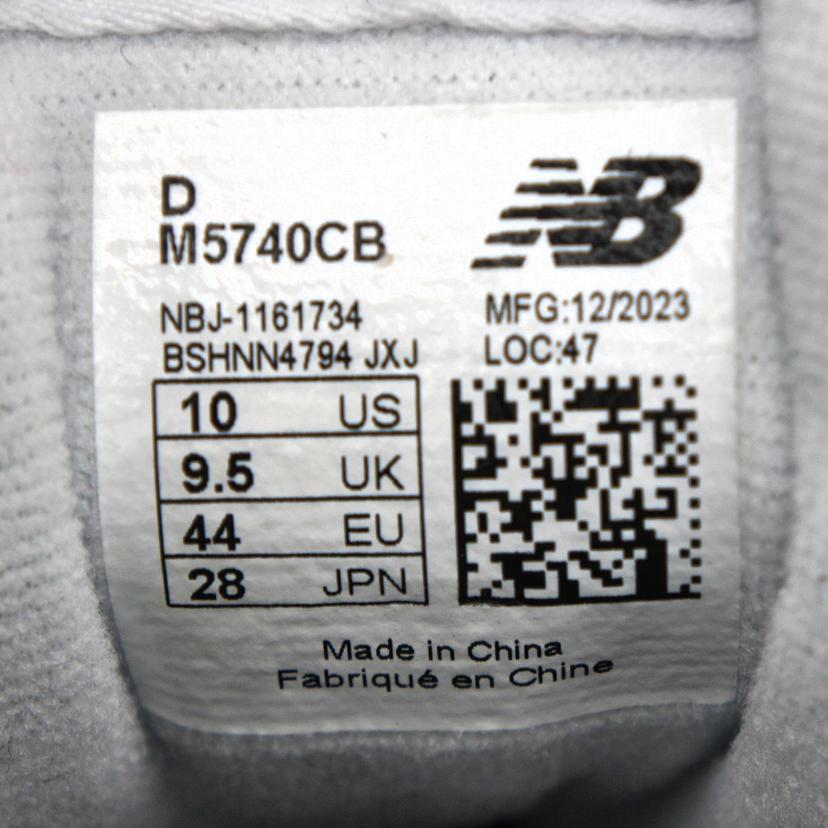 D
M5740CB
NB
NBJ-1161734
MFG:12/2023
BSHNN4794 JXJ
LOC:47
10 US
9.5 UK
44 EU
28 JPN
Made in China
Fabriqué en Chine